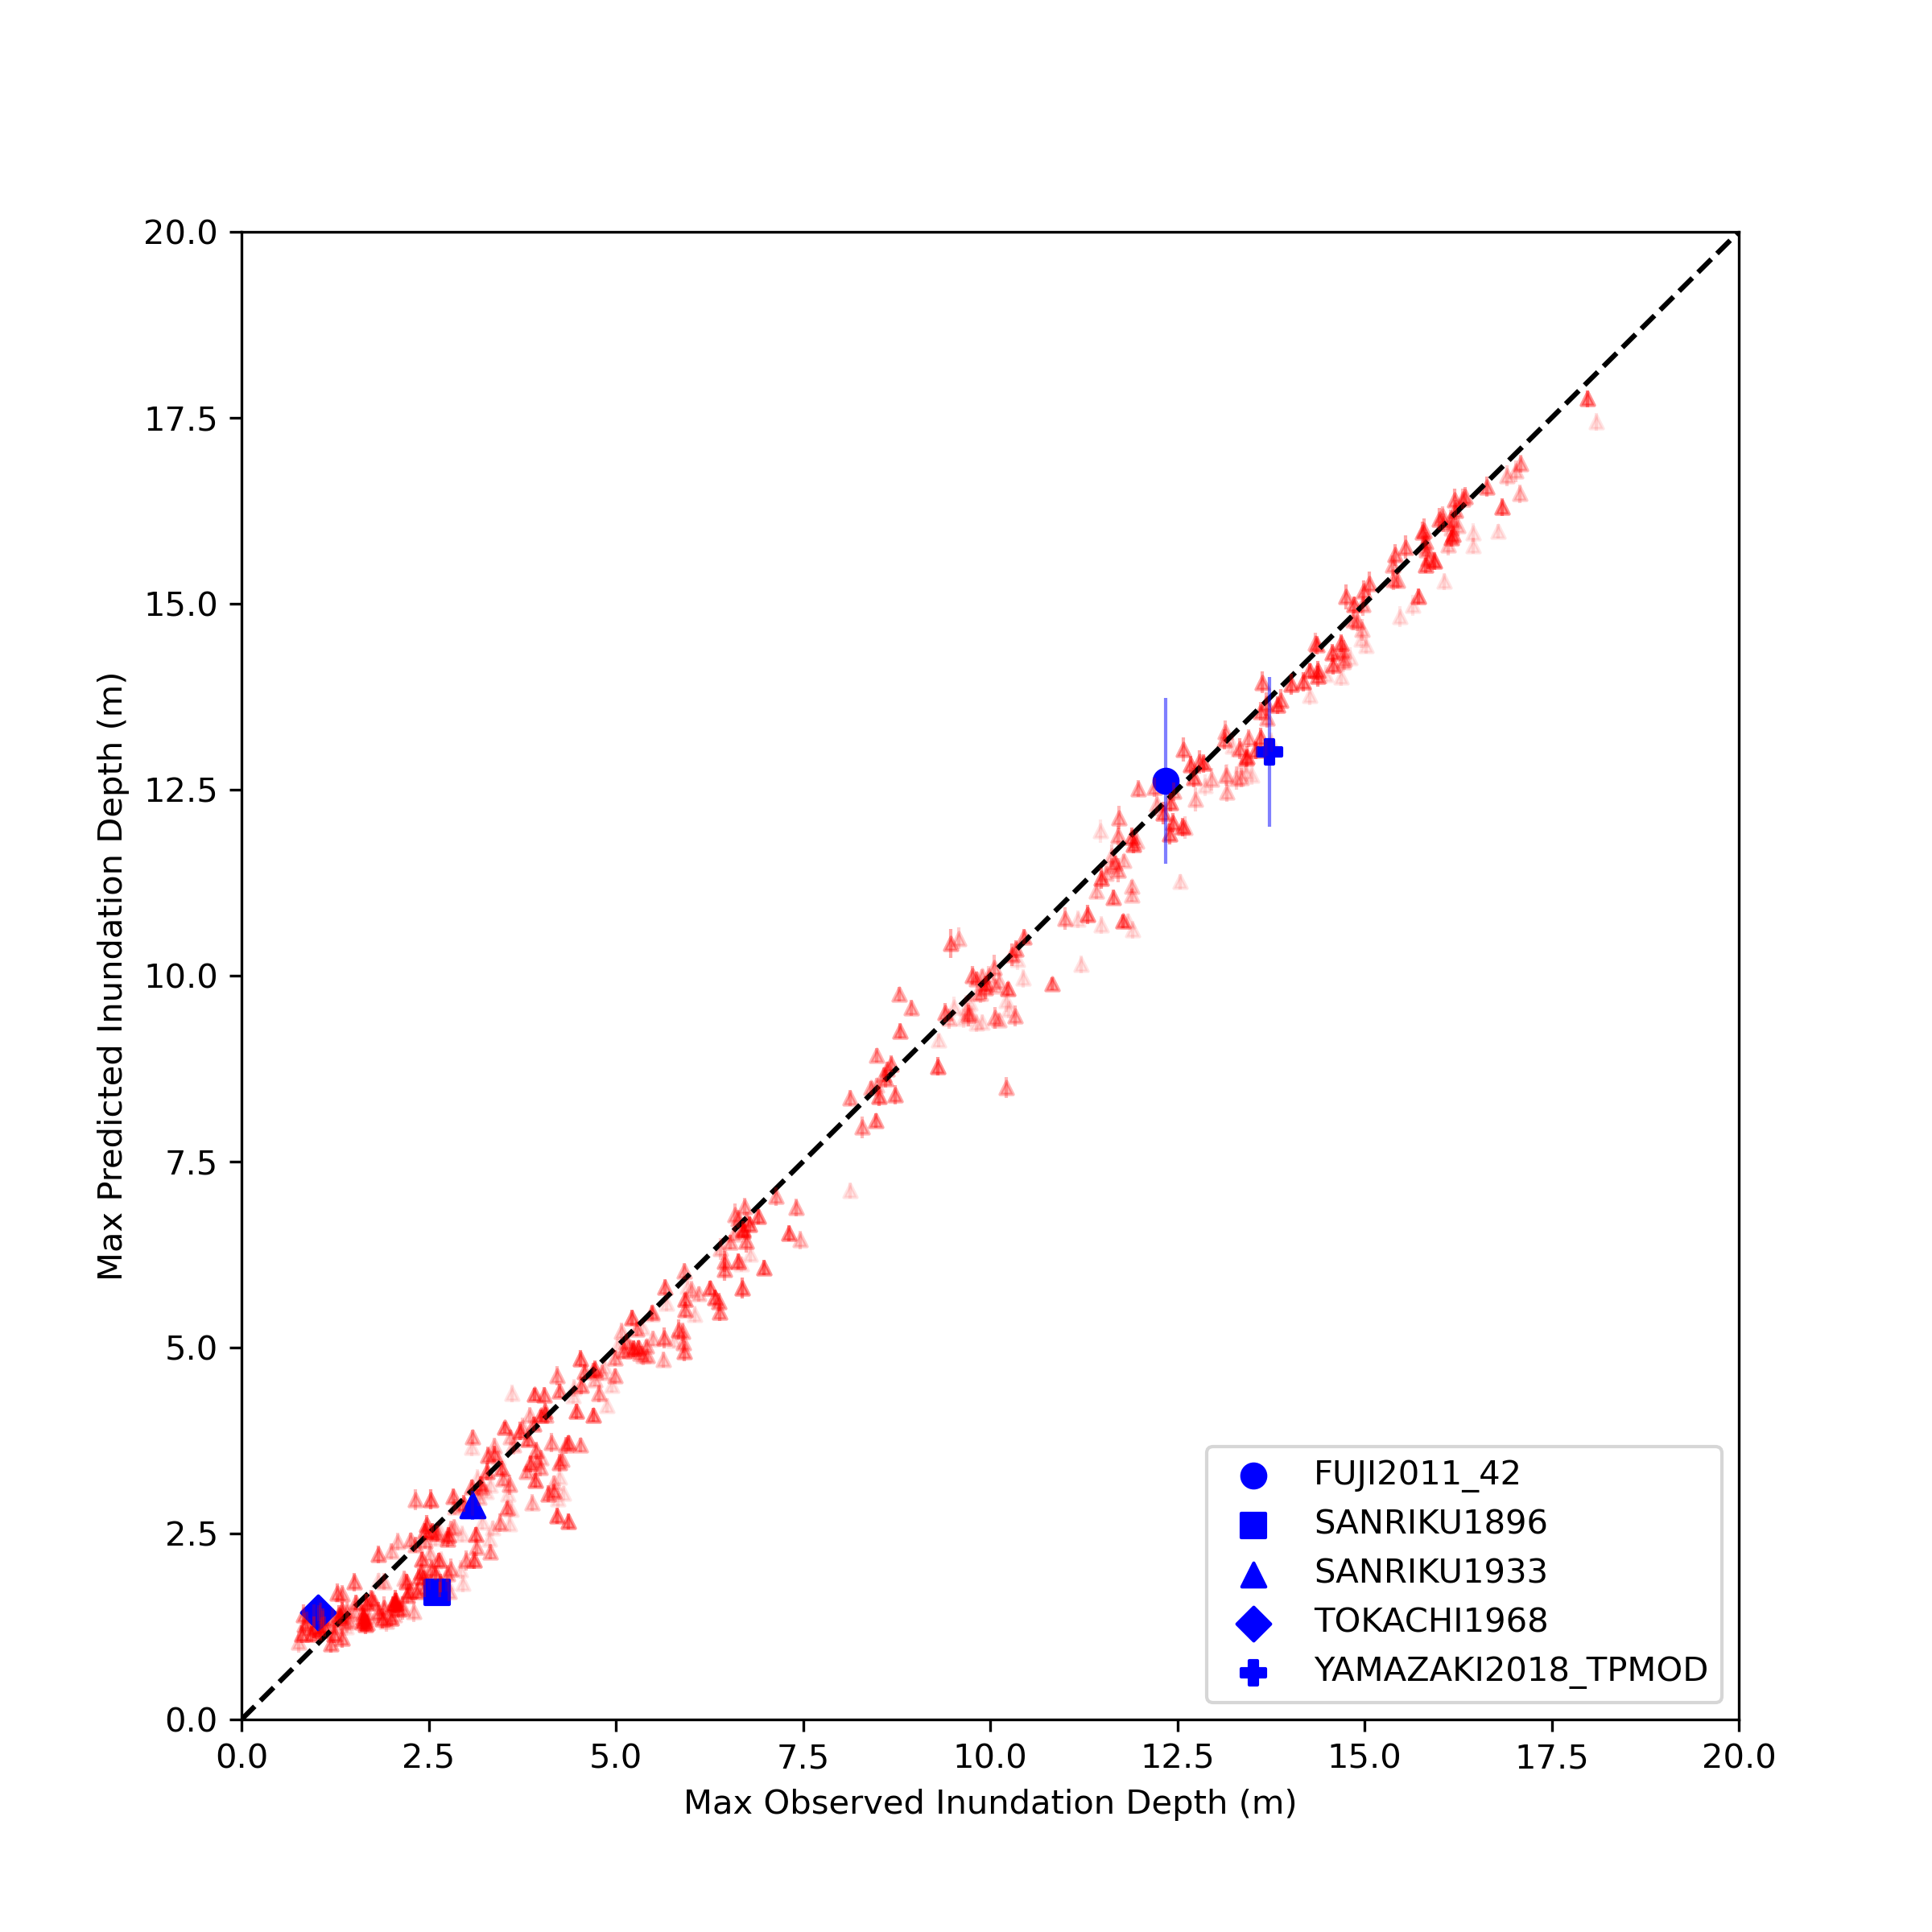 Max Predicted Inundation Depth (m)
20.0
17.5
15.0
12.5
10.0
7.5
5.0
2.5
0.0
FUJI2011_42
SANRIKU1896
SANRIKU1933
TOKACHI1968
YAMAZAKI2018_TPMOD
0.0 2.5 5.0 7.5 10.0 12.5 15.0 17.5 20.0
Max Observed Inundation Depth (m)